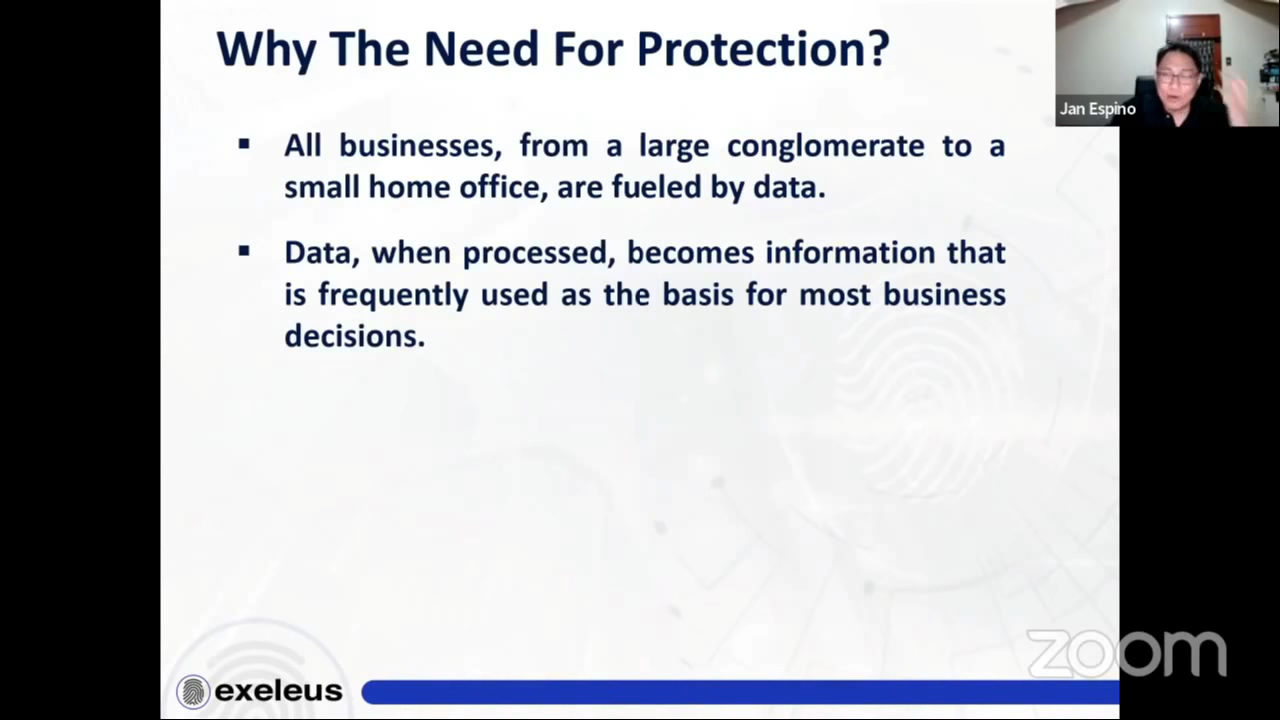 Why The Need For Protection?
Jan Espino
▪ All businesses, from a large conglomerate to a
small home office, are fueled by data.
▪ Data, when processed, becomes information that
is frequently used as the basis for most business
decisions.
exeleus
zoom